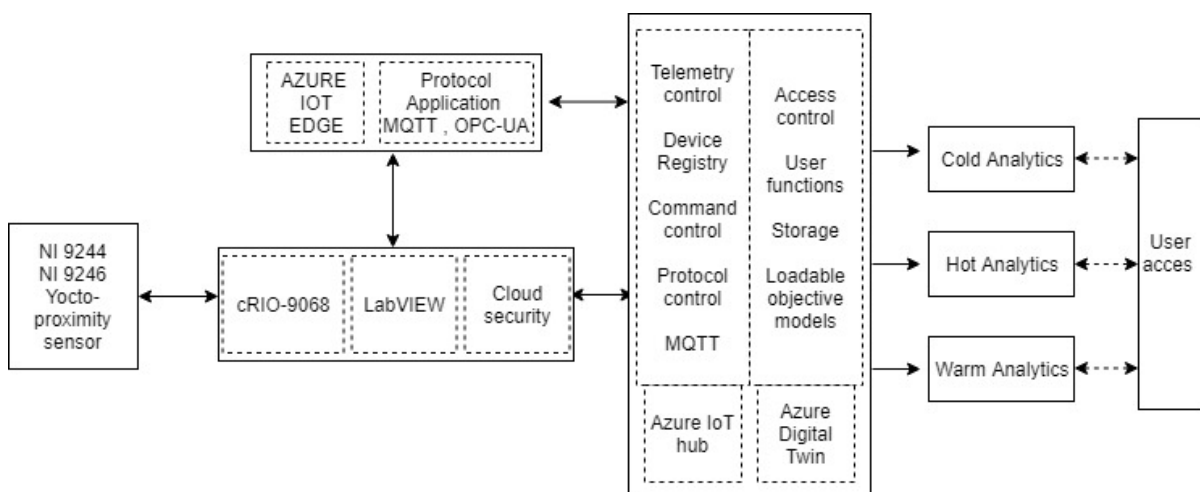 AZURE
IOT
EDGE
Protocol
Application
MQTT , OPC-UA
NI 9244
NI 9246
Yocto-
proximity
sensor
cRIO-9068
LabVIEW
Cloud
security
Telemetry
control
Device
Registry
Command
control
Protocol
control
MQTT
Access
control
User
functions
Storage
Loadable
objective
models
Azure IoT
hub
Azure
Digital
Twin
Cold Analytics
Hot Analytics
Warm Analytics
User
acces